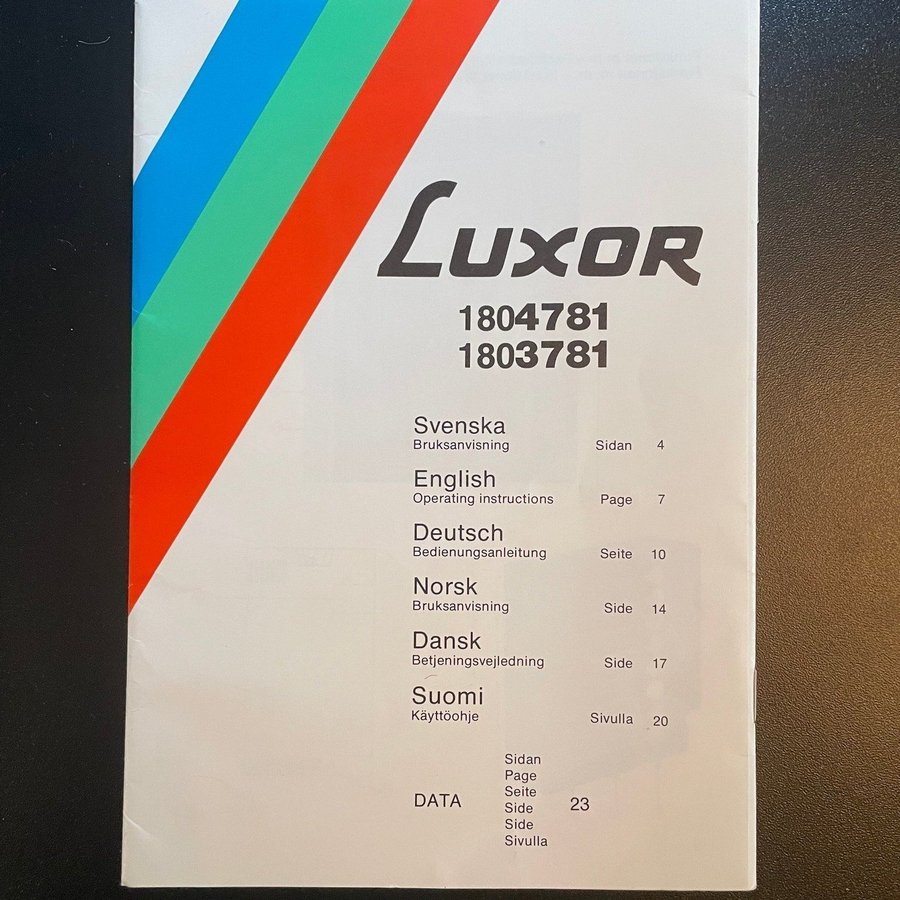 LUXOR
1804781
1803781
Svenska
Bruksanvisning Sidan 4
English
Operating instructions Page 7
Deutsch
Bedienungsanleitung Seite 10
Norsk
Bruksanvisning Side 14
Dansk
Betjeningsvejledning Side 17
Suomi
Käyttöohje Sivulla 20
Sidan
Page
Seite
DATA Side 23
Side
Sivulla